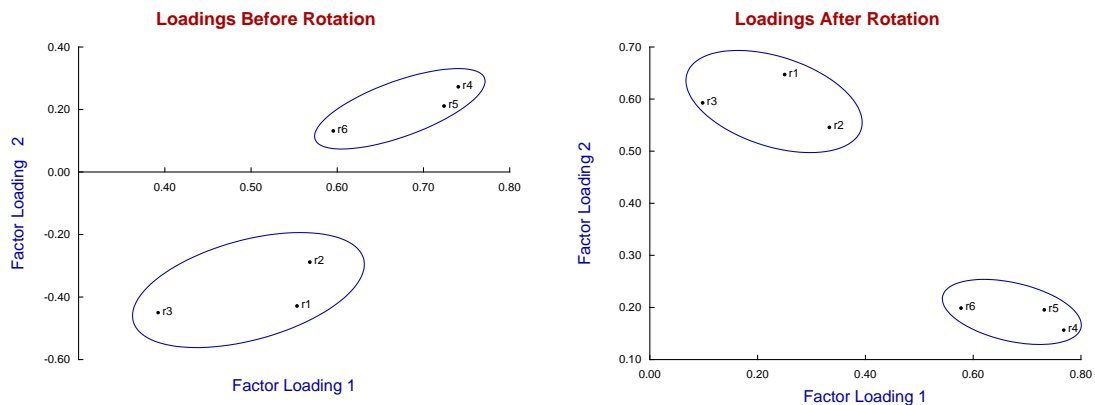 Loadings Before Rotation
0.40
0.20
0.00
-0.20
-0.40
-0.60
0.40
0.50
0.60
0.70
0.80
r4
r5
r6
r2
r1
r3
Factor Loading 2
Factor Loading 1
Loadings After Rotation
0.70
0.60
0.50
0.40
0.30
0.20
0.10
r1
r3
r2
r6
r5
r4
0.00
0.20
0.40
0.60
0.80
Factor Loading 2
Factor Loading 1